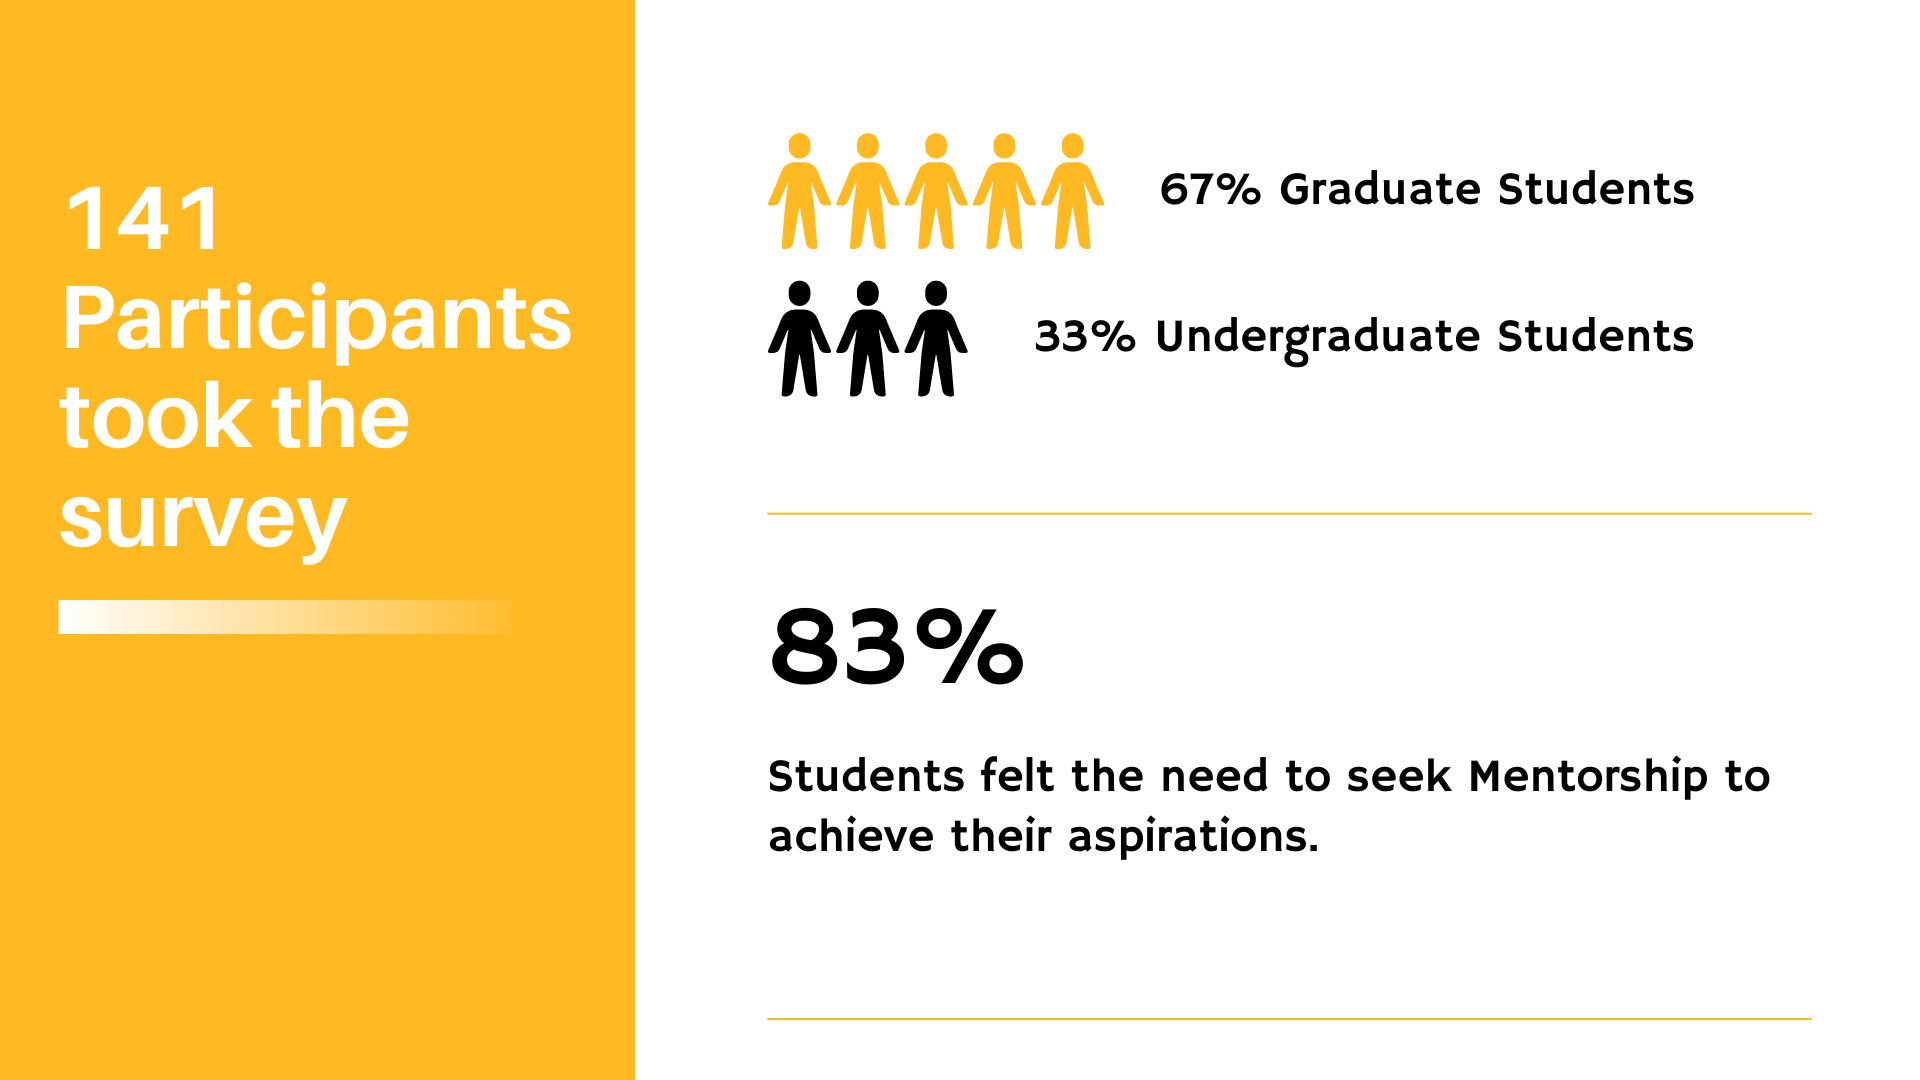 141
Participants
took the
survey
67% Graduate Students
33% Undergraduate Students
83%
Students felt the need to seek Mentorship to
achieve their aspirations.